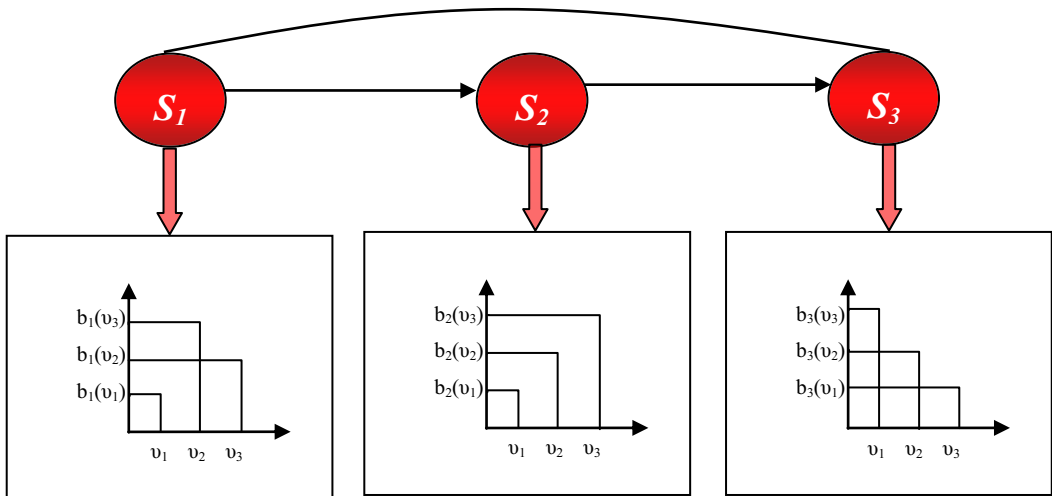 S₁
S₂
S₃
b₁(υ₃)
b₁(υ₂)
b₁(υ₁)
υ₁ υ₂ υ₃
b₂(υ₃)
b₂(υ₂)
b₂(υ₁)
υ₁ υ₂ υ₃
b₃(υ₃)
b₃(υ₂)
b₃(υ₁)
υ₁ υ₂ υ₃